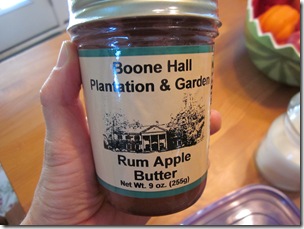 Boone Hall
Plantation & Garden
Rum Apple
Butter
Net Wt. 9 oz. (255g)